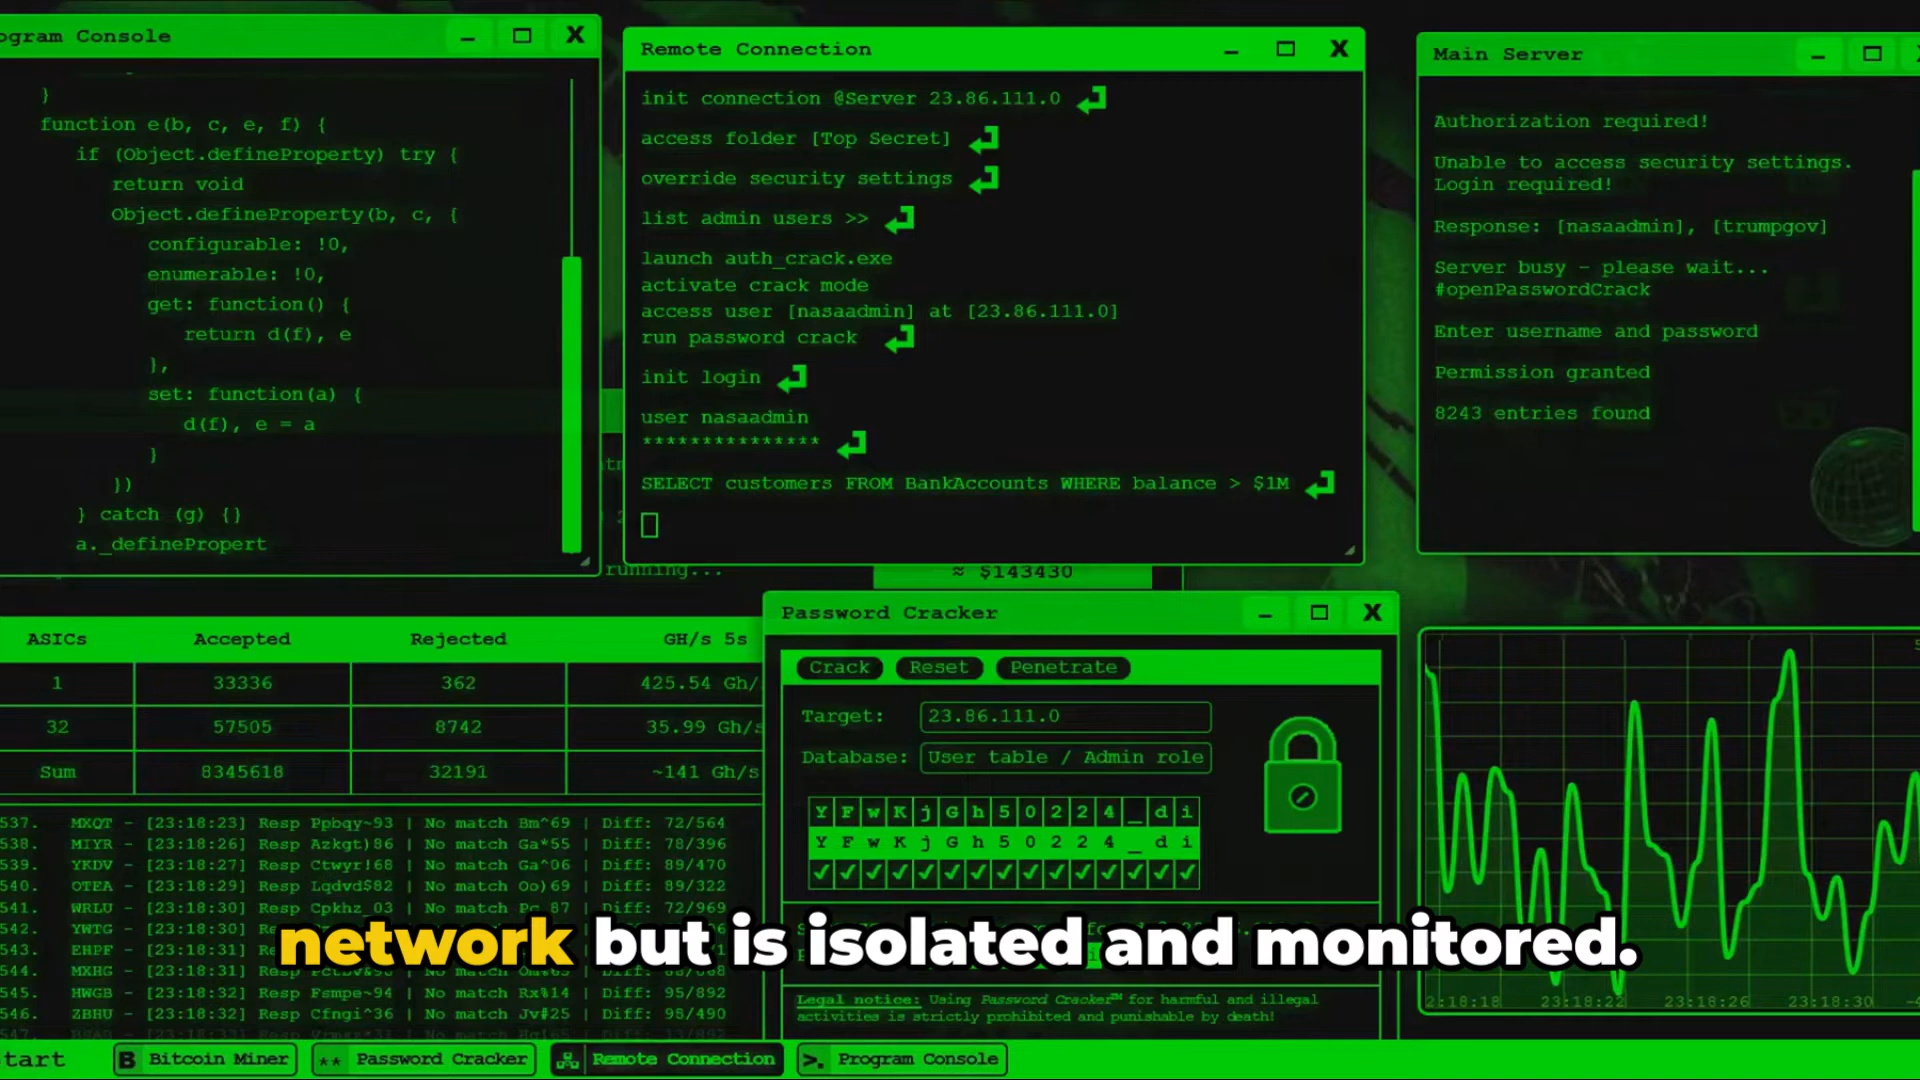 ogram Console
}
function e(b, c, e, f) {
if (Object.defineProperty) try {
return void
Object.defineProperty(b, c, {
configurable: !0,
enumerable: !0,
get: function() {
return d(f), e
},
set: function(a) {
d(f), e = a
}
})
} catch (g) {}
a._definePropert
Remote Connection
init connection @Server 23.86.111.0
access folder [Top Secret]
override security settings
list admin users >>
launch auth_crack.exe
activate crack mode
access user [nasaadmin] at [23.86.111.0]
run password crack
init login
user nasaadmin
***************
SELECT customers FROM BankAccounts WHERE balance > $1M
Main Server
Authorization required!
Unable to access security settings.
Login required!
Response: [nasaadmin], [trumpgov]
Server busy - please wait...
#openPasswordCrack
Enter username and password
Permission granted
8243 entries found
running...
≈ $143430
ASICs Accepted Rejected GH/s 5s
1 33336 362 425.54 Gh/
32 57505 8742 35.99 Gh/s
Sum 8345618 32191 ~141 Gh/s
537. MXQT - [23:18:23] Resp Ppbqy~93 | No match Bm^69 | Diff: 72/564
538. MIYR - [23:18:26] Resp Azkgt)86 | No match Ga*55 | Diff: 78/396
539. YKDV - [23:18:27] Resp Ctwyr!68 | No match Ga^06 | Diff: 89/470
540. OTEA - [23:18:29] Resp Lqdvd$82 | No match Oo)69 | Diff: 89/322
541. WRLU - [23:18:30] Resp Cpkhz_03 | No match Pc_87 | Diff: 72/969
542. YWTG - [23:18:30]
543. EHPF - [23:18:31]
544. MXHG - [23:18:31]
545. HWGB - [23:18:32] Resp Fsmpe~94 | No match Rx%14 | Diff: 95/892
546. ZBHU - [23:18:32] Resp Cfngi^36 | No match Jv#25 | Diff: 98/490
Password Cracker
Crack Reset Penetrate
Target: 23.86.111.0
Database: User table / Admin role
Y F w K j G h 5 0 2 2 4 _ d i
Y F w K j G h 5 0 2 2 4 _ d i
Legal notice: Using Password Cracker™ for harmful and illegal
activities is strictly prohibited and punishable by death!
2:18:18 23:18:22 23:18:26 23:18:30
network but is isolated and monitored.
tart Bitcoin Miner ** Password Cracker Remote Connection >_ Program Console